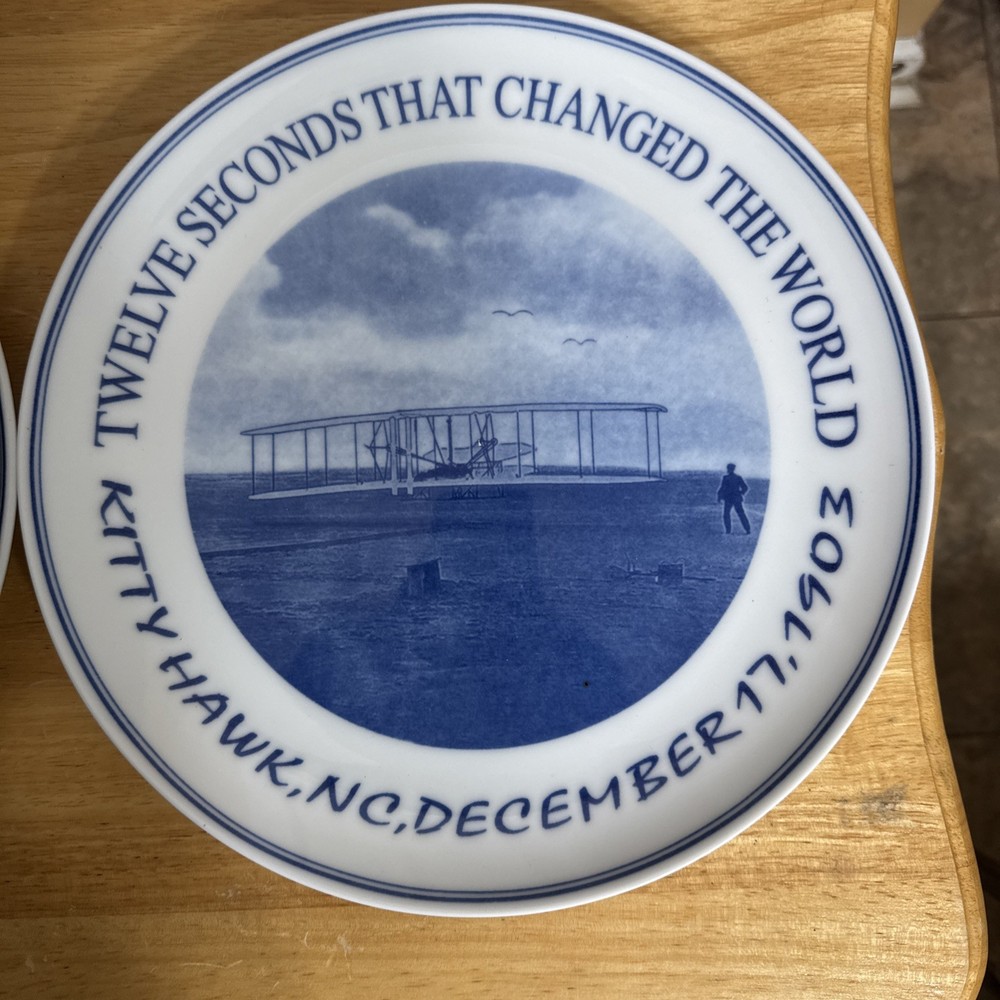 TWELVE SECONDS THAT CHANGED THE WORLD
KITTY HAWK, NC, DECEMBER 17, 1903